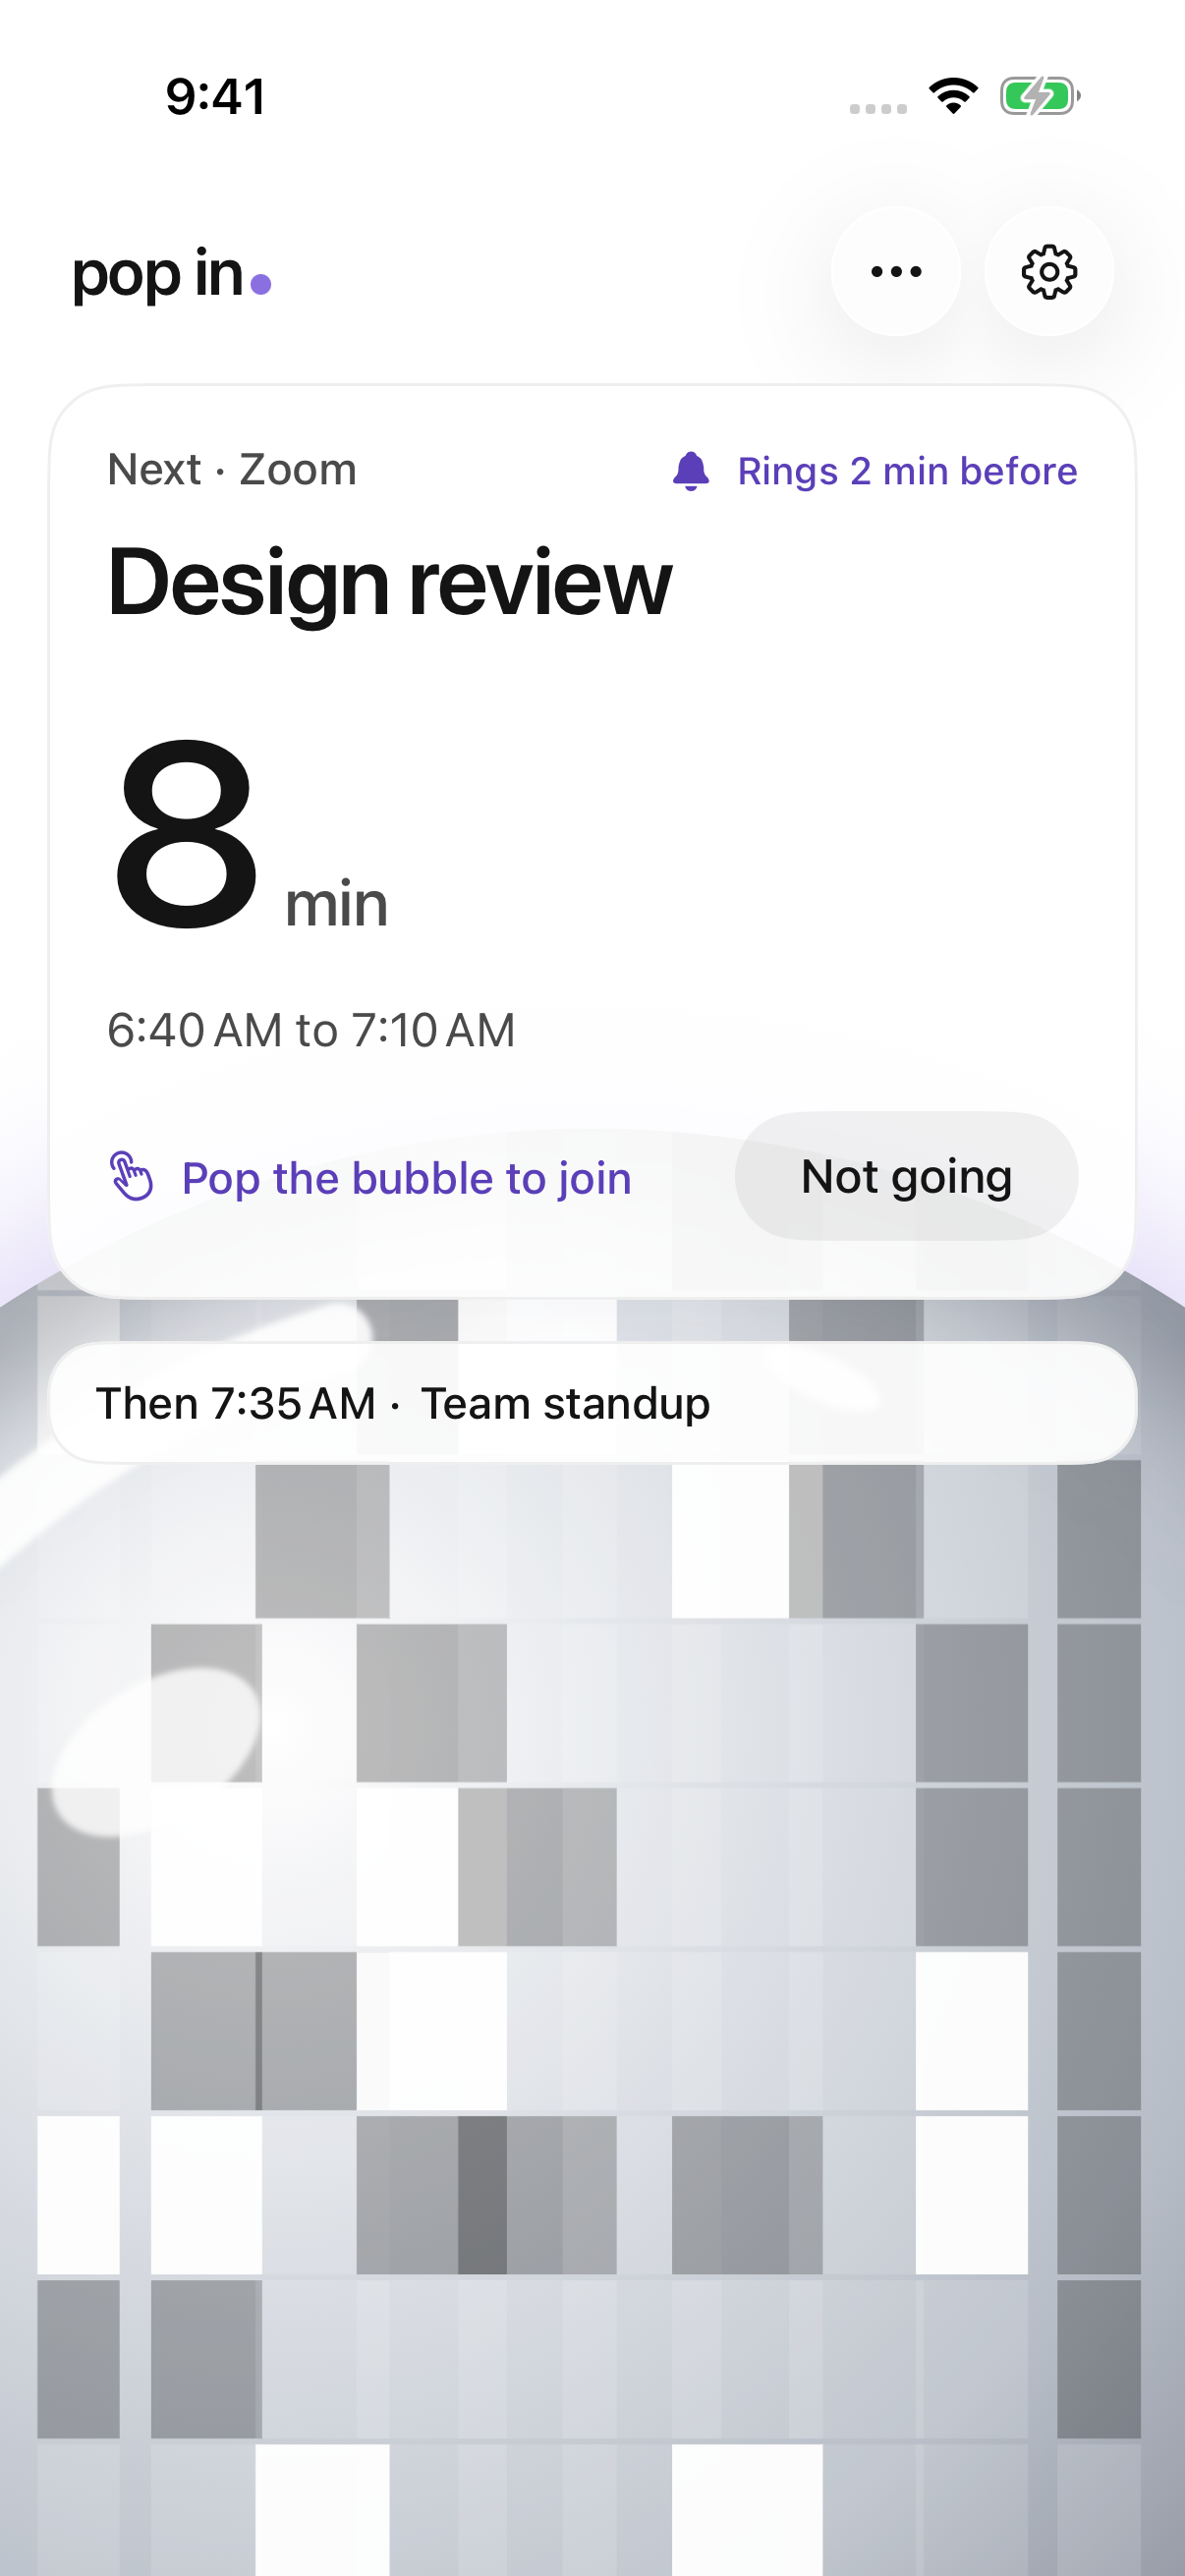 9:41
pop in
Next · Zoom
Rings 2 min before
Design review
8 min
6:40 AM to 7:10 AM
Pop the bubble to join
Not going
Then 7:35 AM · Team standup